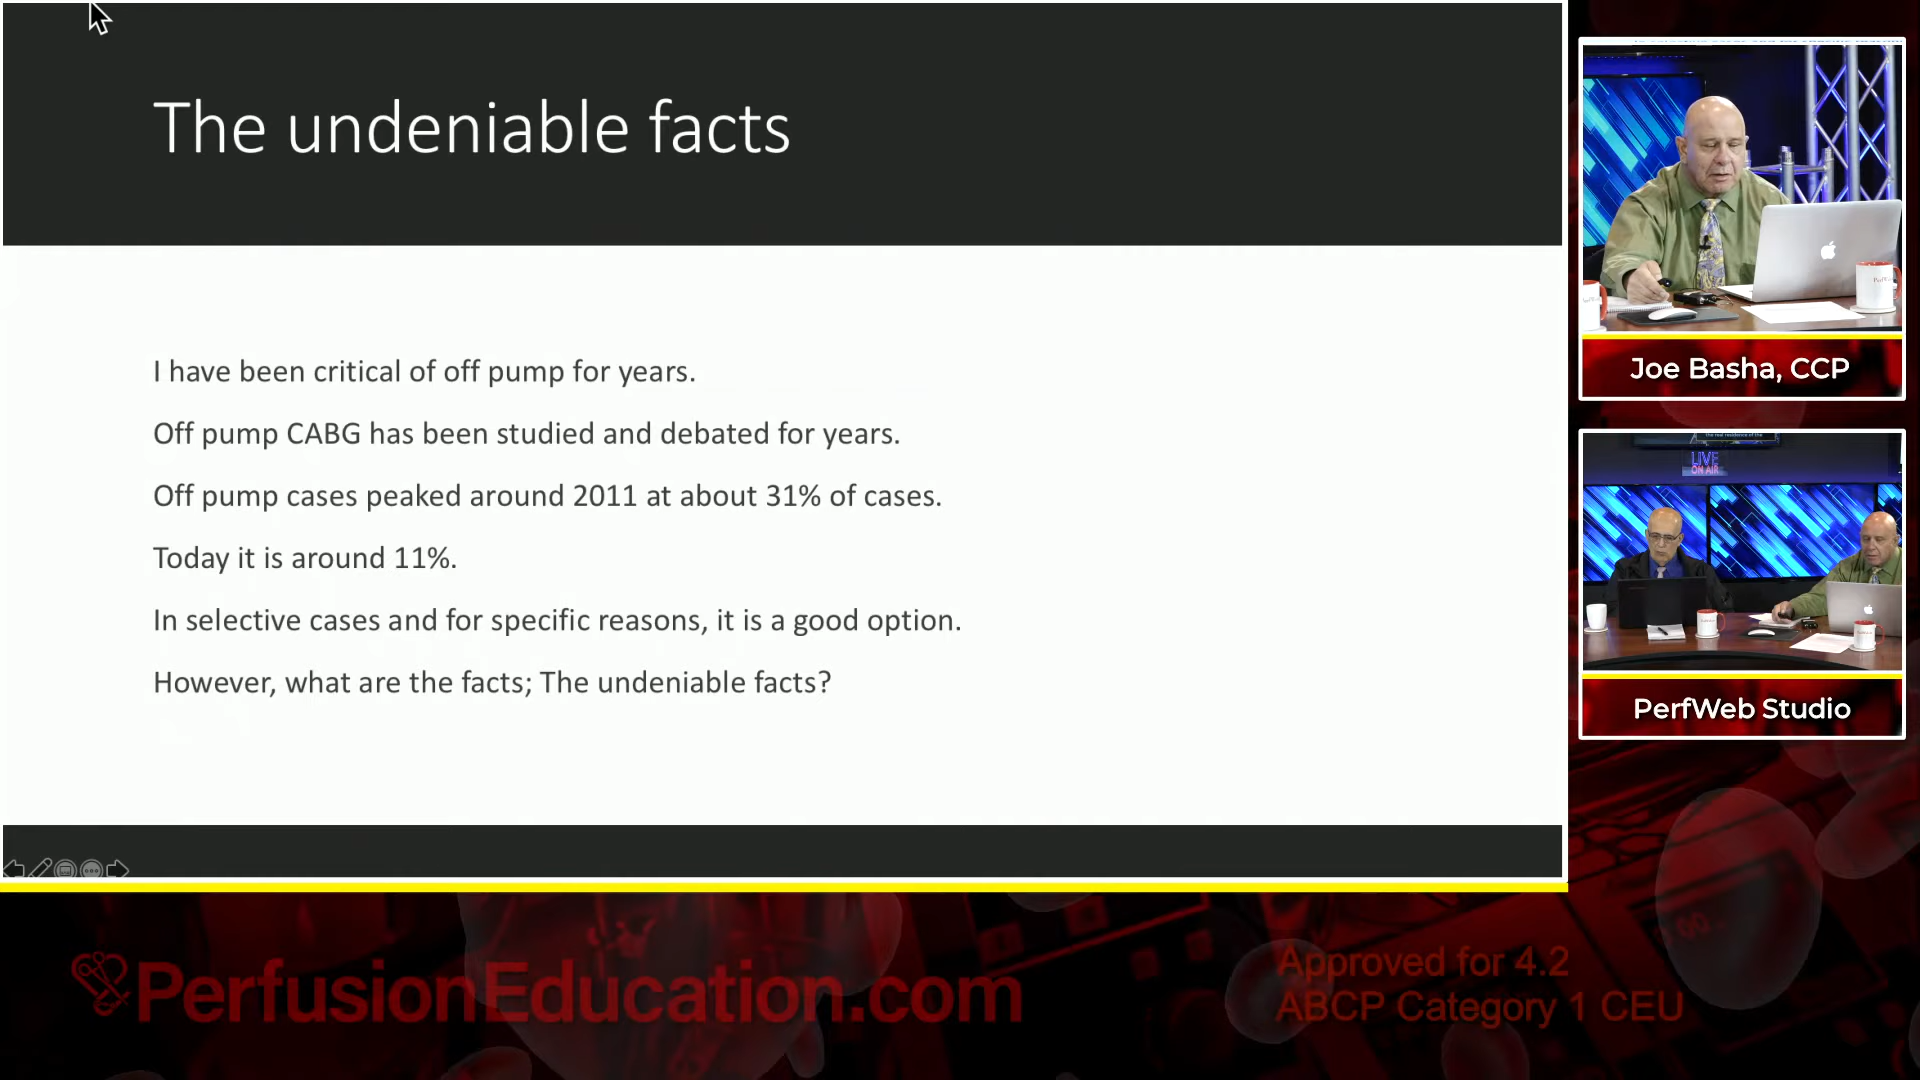 The undeniable facts
I have been critical of off pump for years.
Off pump CABG has been studied and debated for years.
Off pump cases peaked around 2011 at about 31% of cases.
Today it is around 11%.
In selective cases and for specific reasons, it is a good option.
However, what are the facts; The undeniable facts?
Joe Basha, CCP
LIVE
ON AIR
PerfWeb Studio
PerfusionEducation.com
Approved for 4.2
ABCP Category 1 CEU